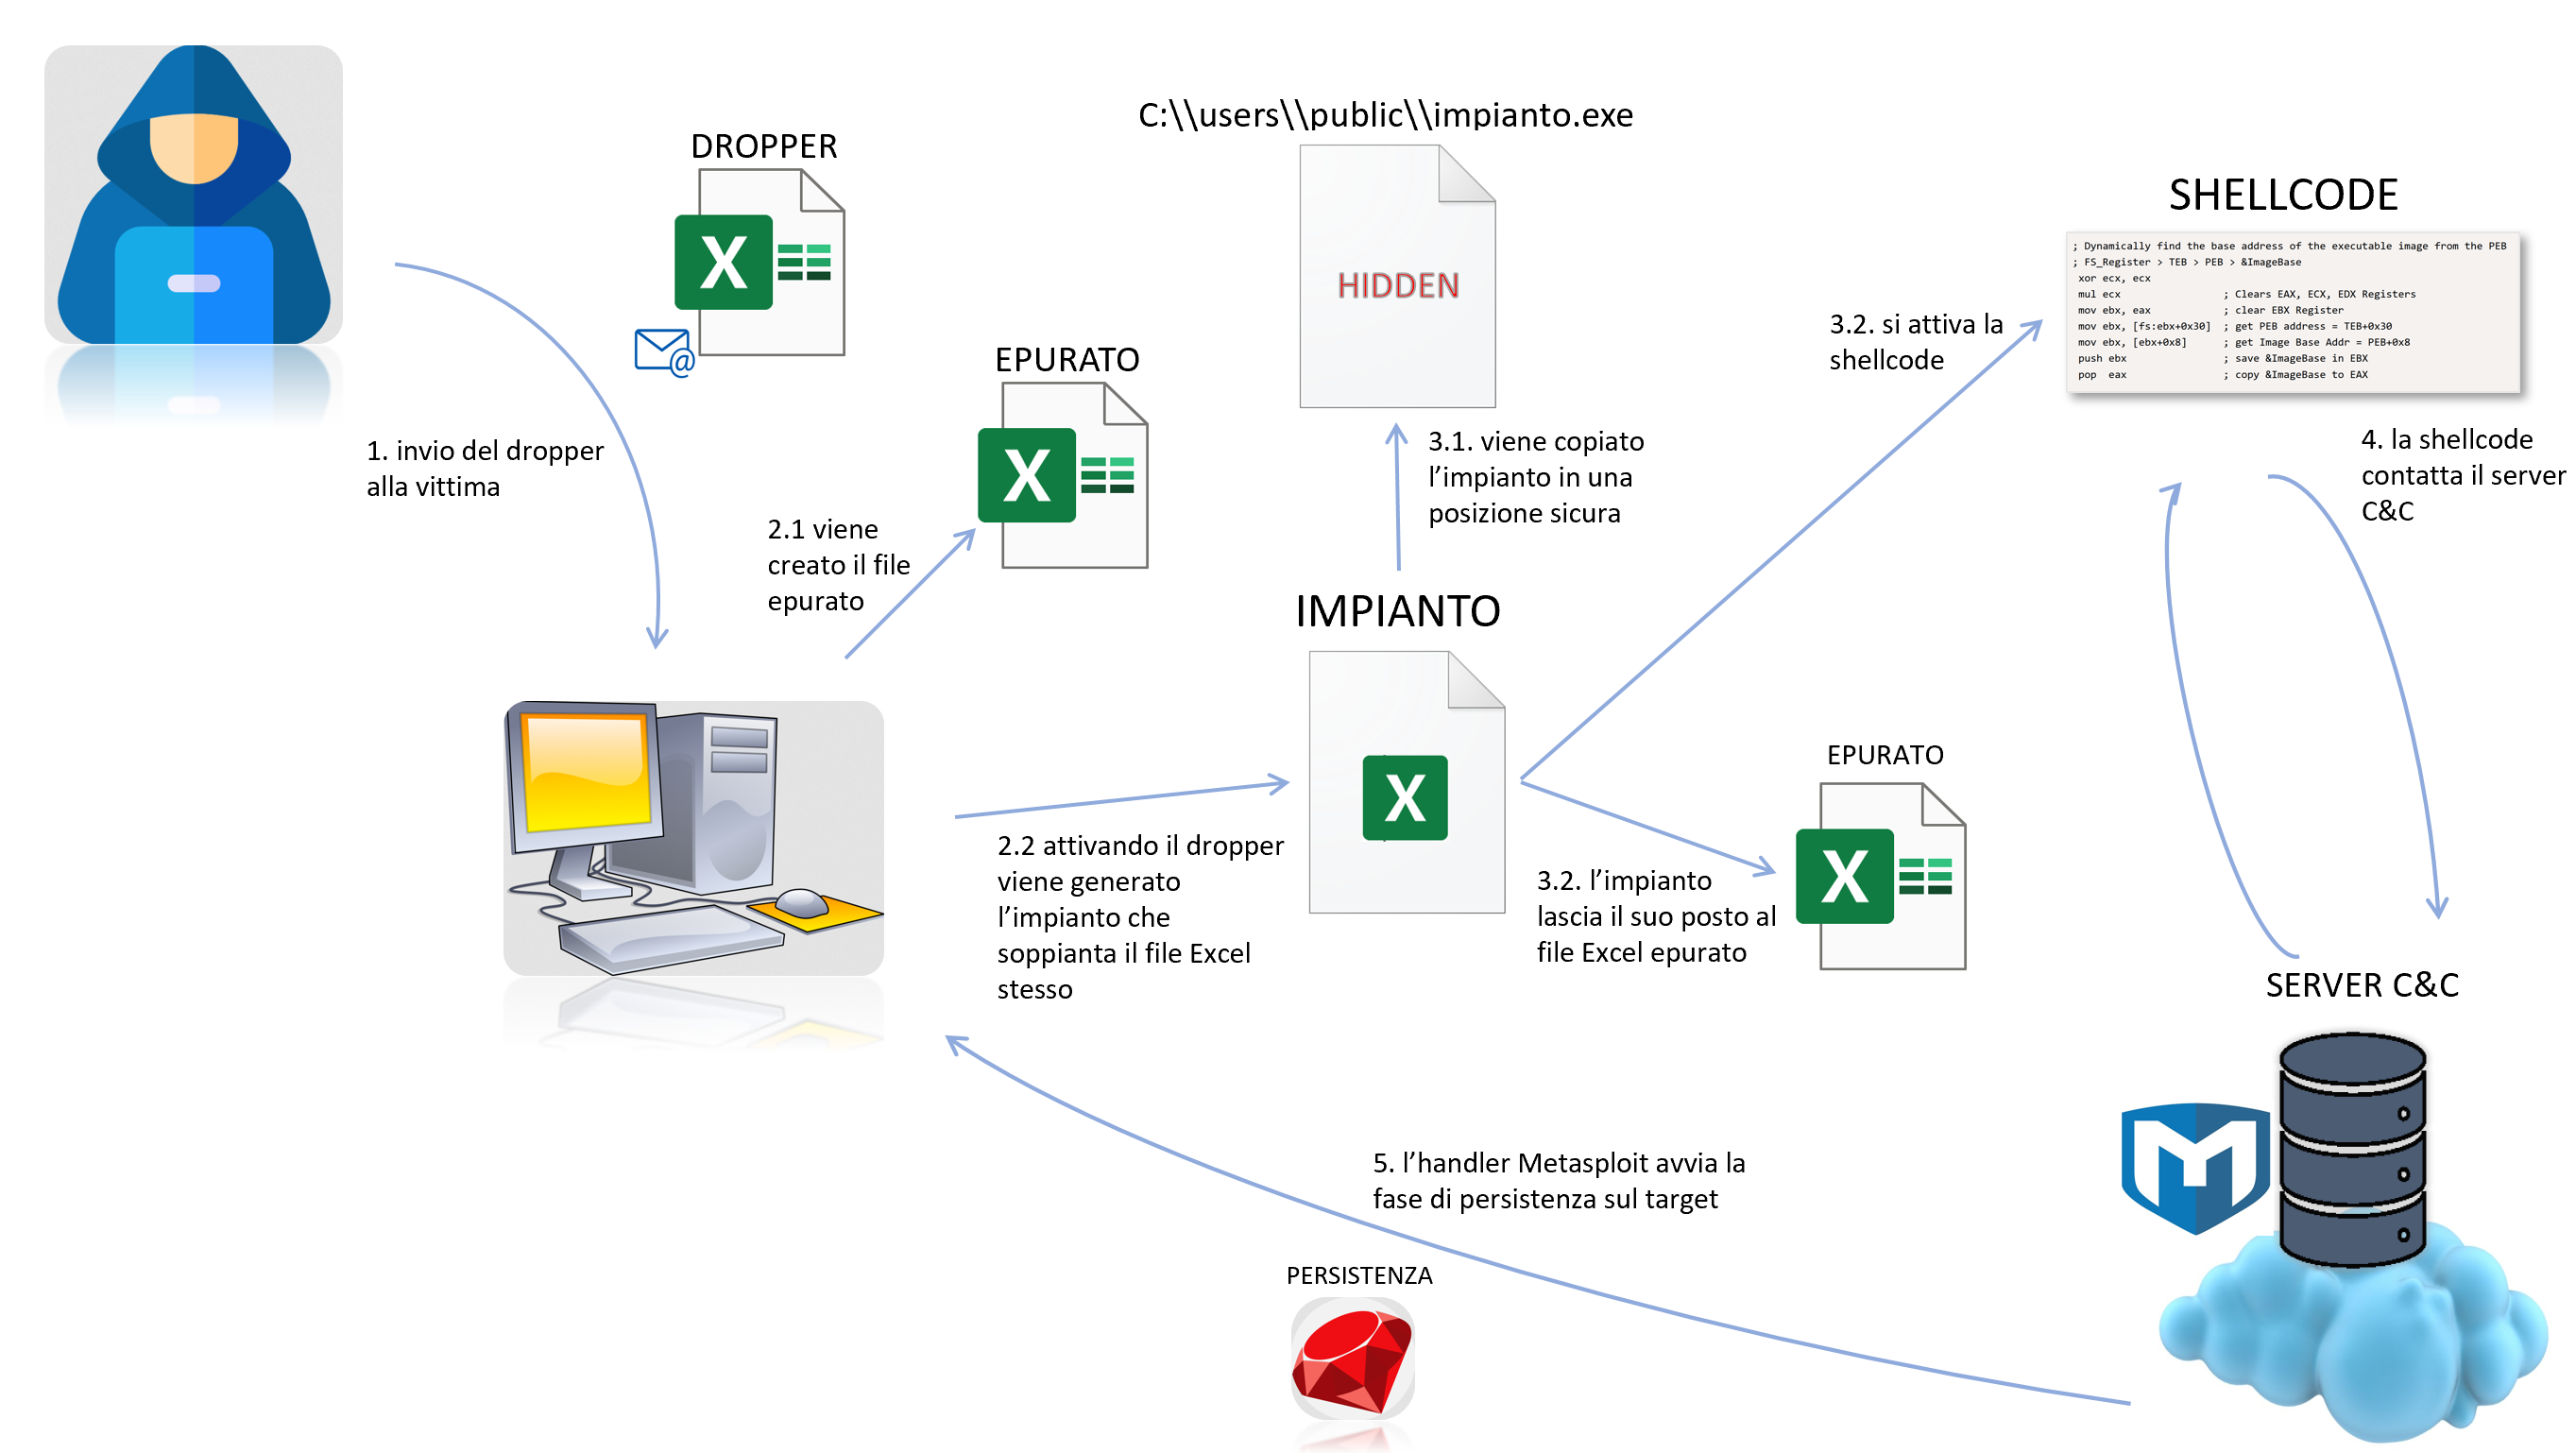 C:\\users\\public\\impianto.exe
DROPPER
X
HIDDEN
SHELLCODE
; Dynamically find the base address of the executable image from the PEB
; FS_Register > TEB > PEB > &ImageBase
xor ecx, ecx
mul ecx ; Clears EAX, ECX, EDX Registers
mov ebx, eax ; clear EBX Register
mov ebx, [fs:ebx+0x30] ; get PEB address = TEB+0x30
mov ebx, [ebx+0x8] ; get Image Base Addr = PEB+0x8
push ebx ; save &ImageBase in EBX
pop eax ; copy &ImageBase to EAX
1. invio del dropper
alla vittima
EPURATO
X
2.1 viene
creato il file
epurato
3.1. viene copiato
l’impianto in una
posizione sicura
3.2. si attiva la
shellcode
4. la shellcode
contatta il server
C&C
IMPIANTO
X
2.2 attivando il dropper
viene generato
l’impianto che
soppianta il file Excel
stesso
EPURATO
X
3.2. l’impianto
lascia il suo posto al
file Excel epurato
SERVER C&C
M
5. l’handler Metasploit avvia la
fase di persistenza sul target
PERSISTENZA